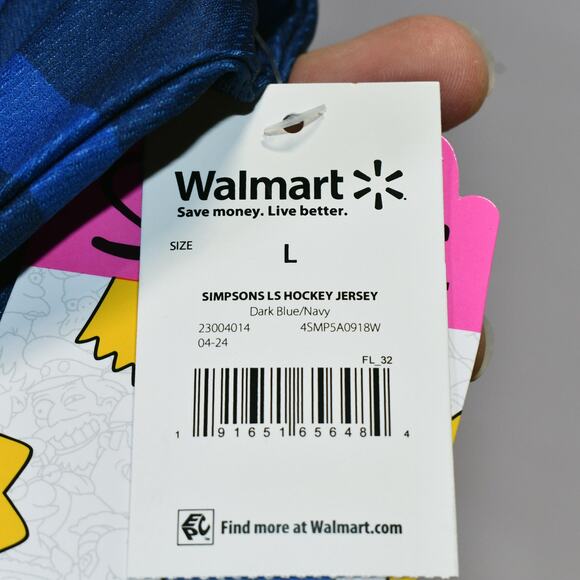 Walmart
Save money. Live better.
SIZE L
SIMPSONS LS HOCKEY JERSEY
Dark Blue/Navy
23004014 4SMP5A0918W
04-24
FL_32
1 91651 65648 4
EPC Find more at Walmart.com